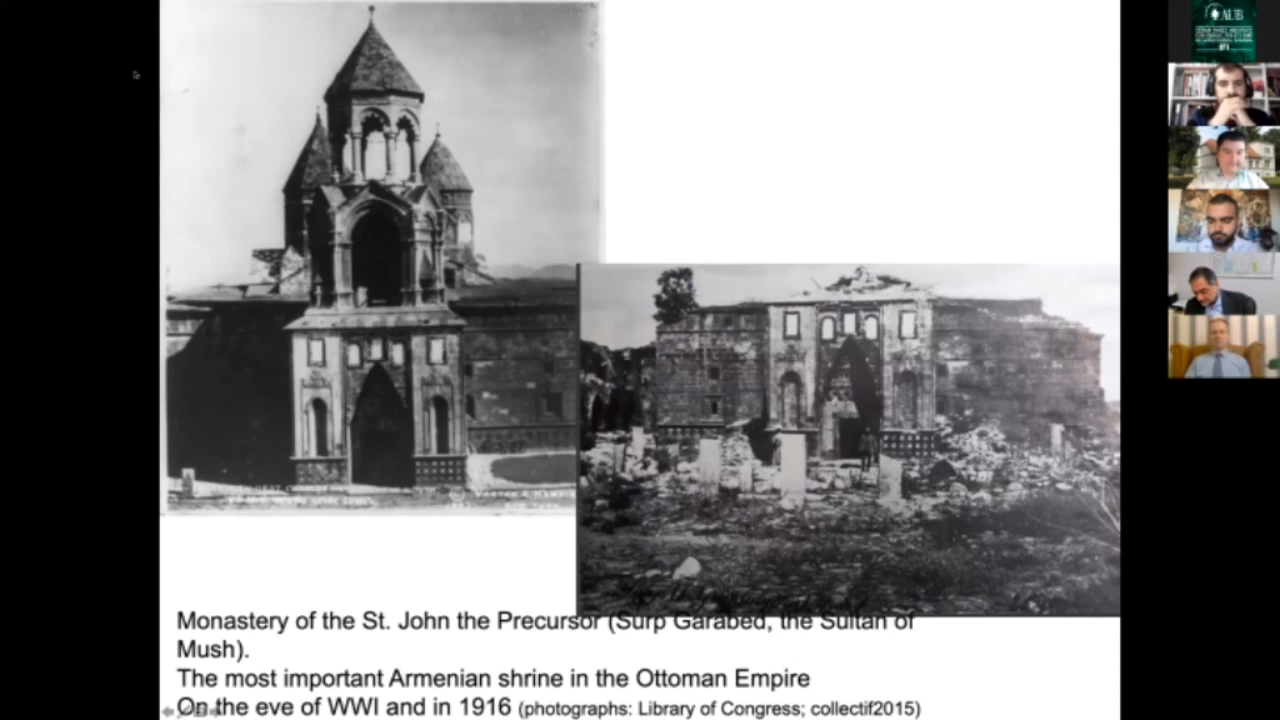 AUB
Monastery of the St. John the Precursor (Surp Garabed, the Sultan of
Mush).
The most important Armenian shrine in the Ottoman Empire
On the eve of WWI and in 1916 (photographs: Library of Congress; collectif2015)